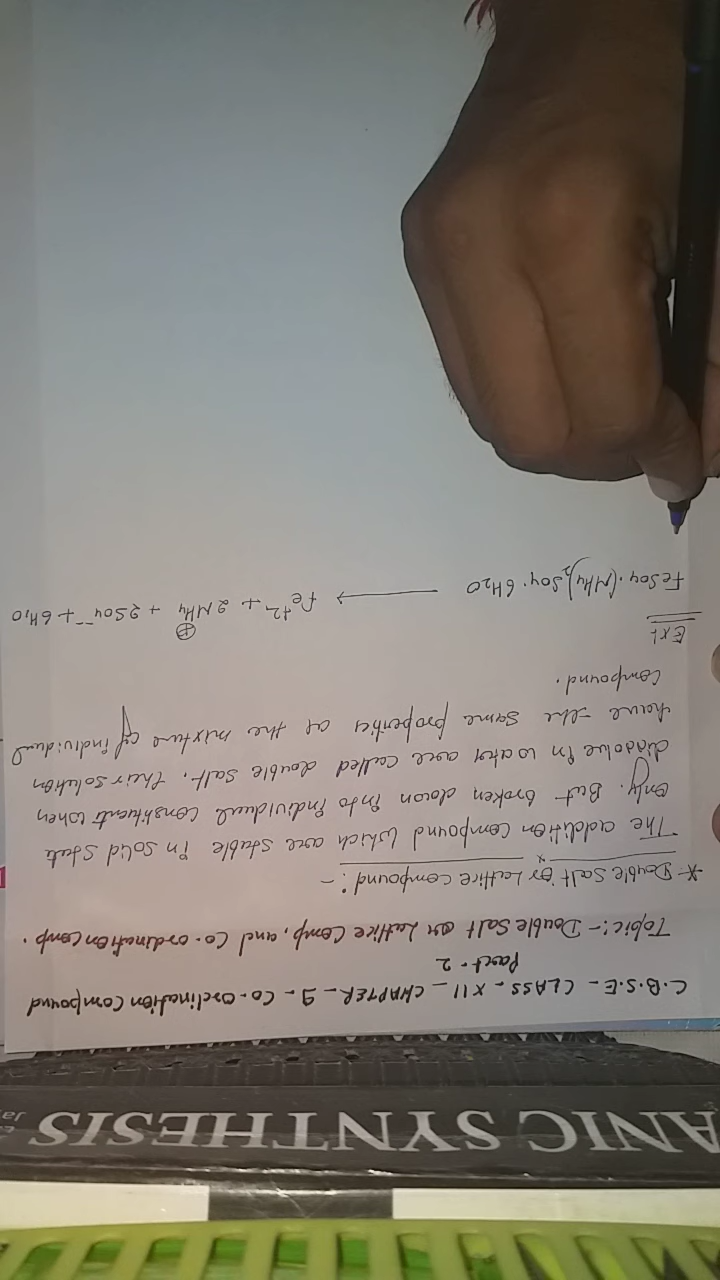 C.B.S.E - CLASS - XII - CHAPTER - 9 - Co-ordination Compound
Part-2
Topic:- Double Salt or Lattice Comp, and Co-ordination Comp.
* Double Salt or Lattice Compound:-
The addition Compound which are stable in solid State
only. But broken down into individual Constituent when
dissolve in water are called double salt. Their solution
have the same properties as the mixture of individual
Compound.
Ex1
FeSO4.(NH4)2SO4.6H2O ⟶ Fe+2 + 2NH4⊕ + 2SO4-- + 6H2O
ANIC SYNTHESIS